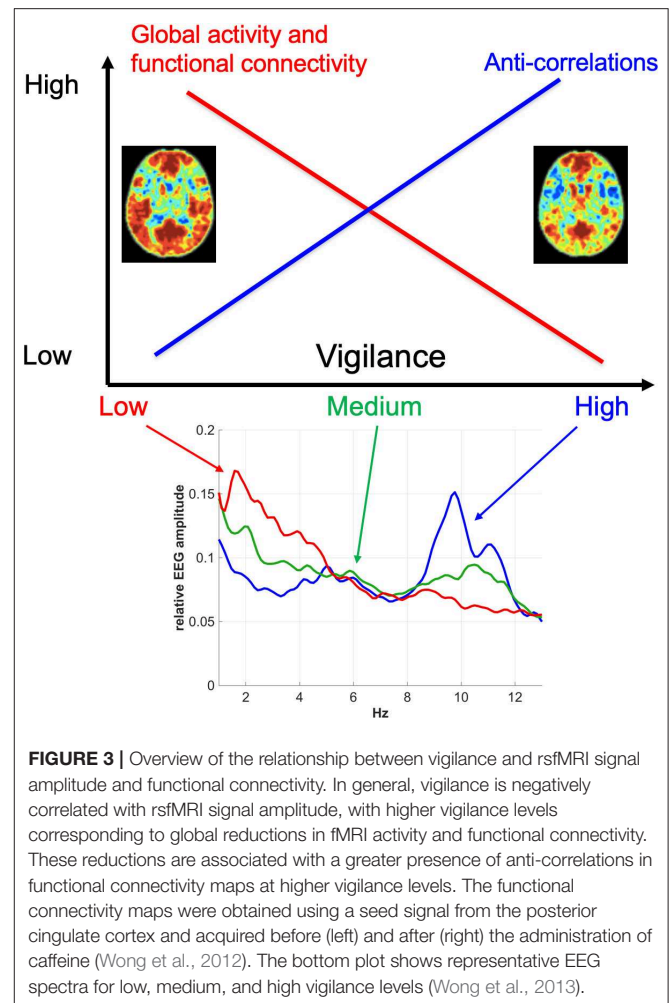 Global activity and
functional connectivity
Anti-correlations
High
Low
Vigilance
Low
Medium
High
0.2
0.15
0.1
0.05
0
relative EEG amplitude
2
4
6
8
10
12
Hz
FIGURE 3 | Overview of the relationship between vigilance and rsfMRI signal
amplitude and functional connectivity. In general, vigilance is negatively
correlated with rsfMRI signal amplitude, with higher vigilance levels
corresponding to global reductions in fMRI activity and functional connectivity.
These reductions are associated with a greater presence of anti-correlations in
functional connectivity maps at higher vigilance levels. The functional
connectivity maps were obtained using a seed signal from the posterior
cingulate cortex and acquired before (left) and after (right) the administration of
caffeine (Wong et al., 2012). The bottom plot shows representative EEG
spectra for low, medium, and high vigilance levels (Wong et al., 2013).